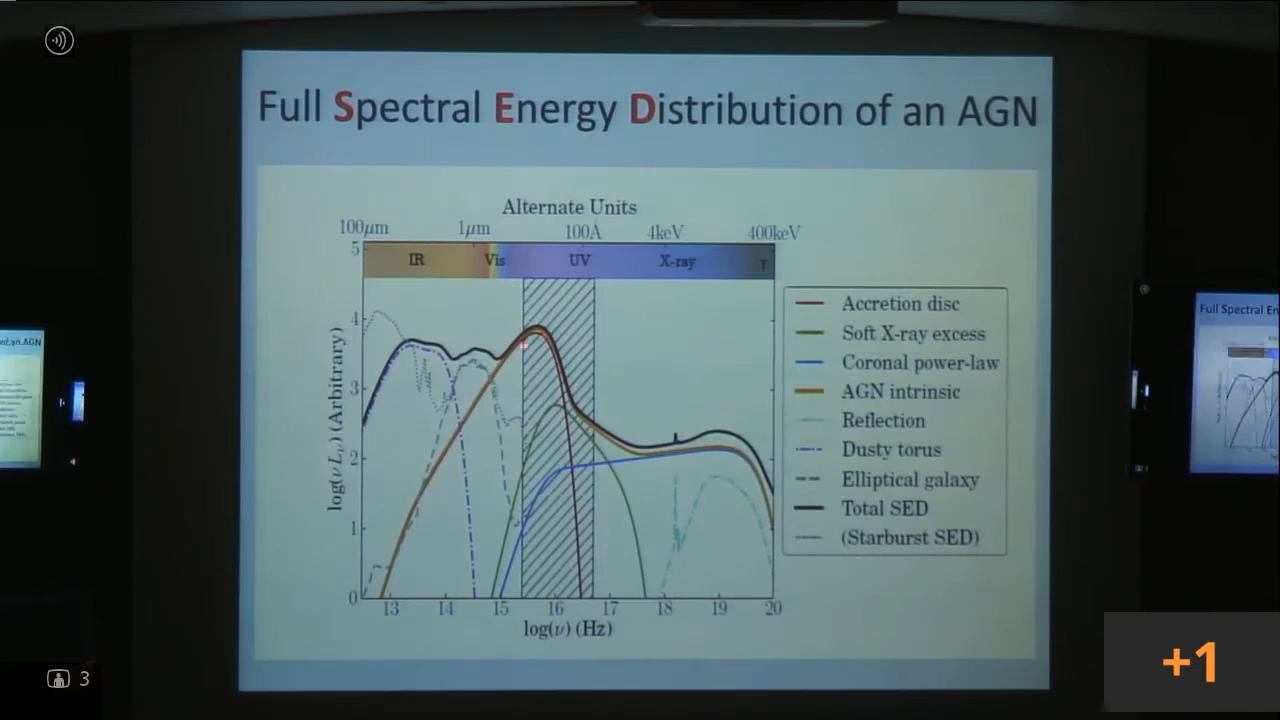 Full Spectral Energy Distribution of an AGN
Alternate Units
100μm 1μm 100Å 4keV 400keV
IR Vis UV X-ray γ
5
4
3
2
1
0
log(νLν) (Arbitrary)
13 14 15 16 17 18 19 20
log(ν) (Hz)
Accretion disc
Soft X-ray excess
Coronal power-law
AGN intrinsic
Reflection
Dusty torus
Elliptical galaxy
Total SED
(Starburst SED)
Full Spectral En
3
+1